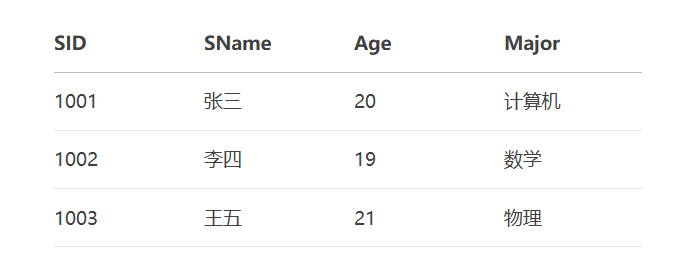 SID SName Age Major
1001 张三 20 计算机
1002 李四 19 数学
1003 王五 21 物理